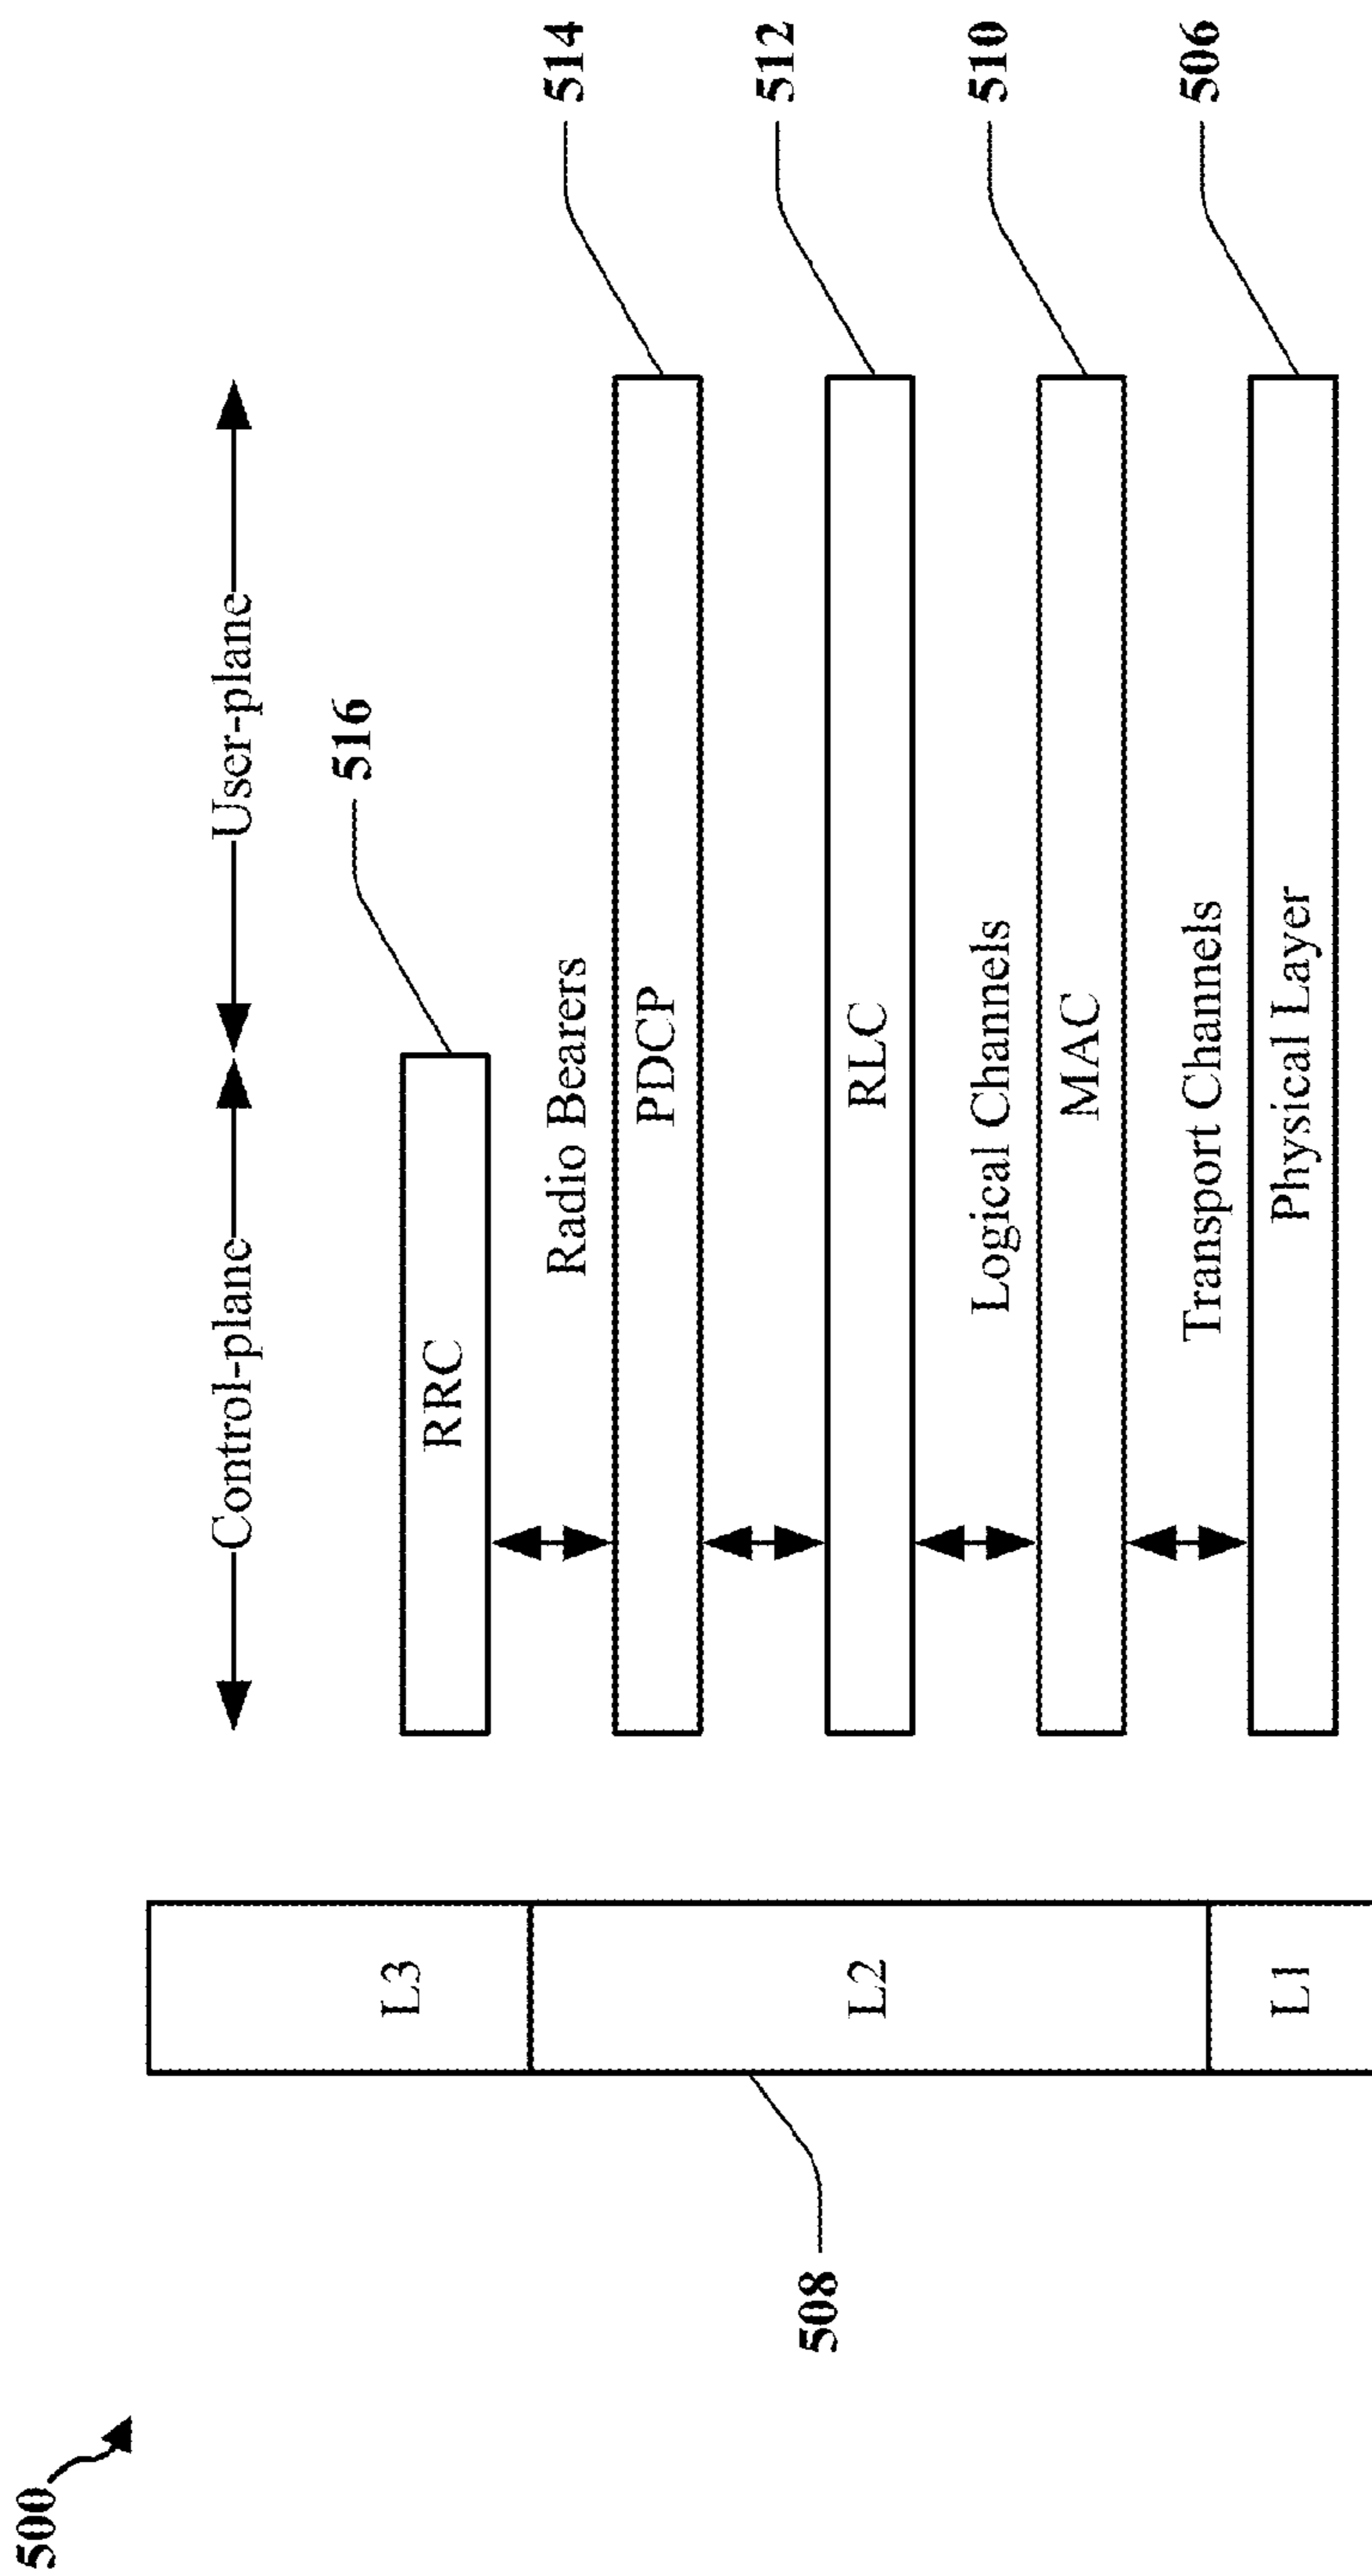 500
Control-plane
User-plane
516
L3
RRC
Radio Bearers
514
PDCP
508
L2
512
RLC
Logical Channels
510
MAC
Transport Channels
506
L1
Physical Layer